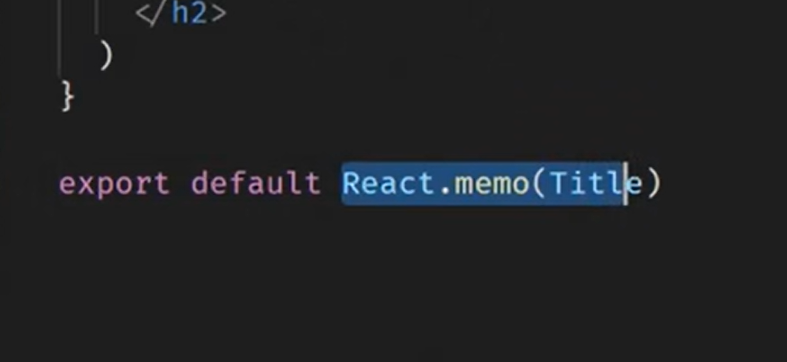 </h2>
)
}
export default React.memo(Title)